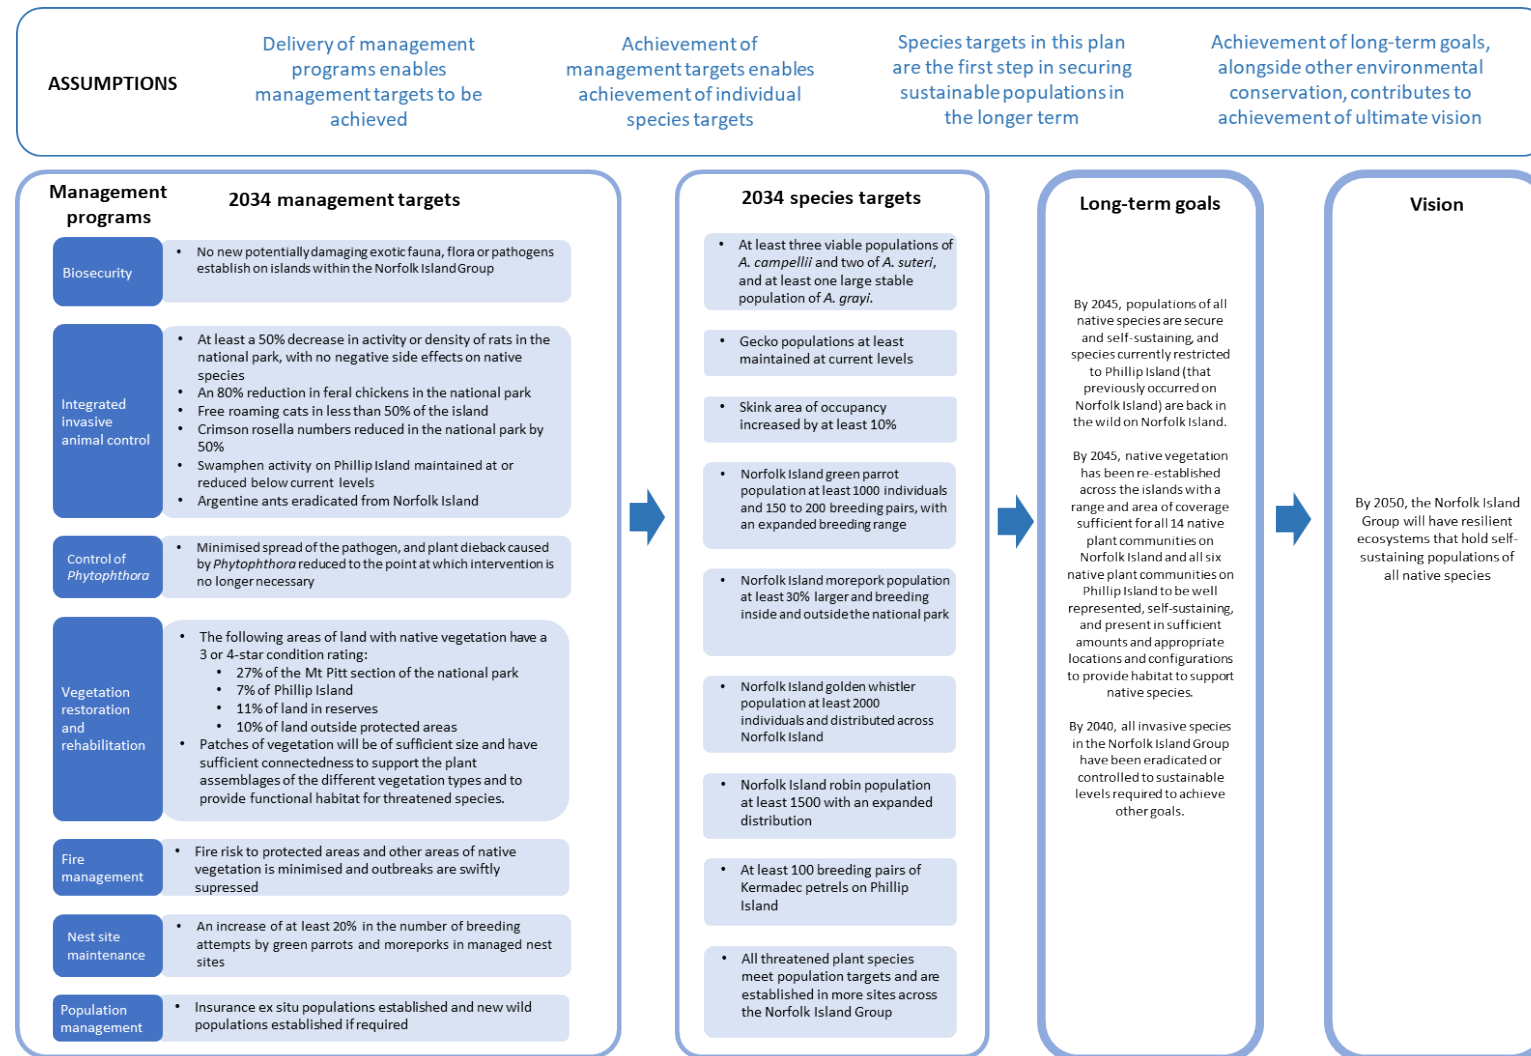 ASSUMPTIONS
Delivery of management
programs enables
management targets to be
achieved
Achievement of
management targets enables
achievement of individual
species targets
Species targets in this plan
are the first step in securing
sustainable populations in
the longer term
Achievement of long-term goals,
alongside other environmental
conservation, contributes to
achievement of ultimate vision
Management
programs
2034 management targets
Biosecurity
• No new potentially damaging exotic fauna, flora or pathogens
establish on islands within the Norfolk Island Group
Integrated
invasive
animal control
• At least a 50% decrease in activity or density of rats in the
national park, with no negative side effects on native
species
• An 80% reduction in feral chickens in the national park
• Free roaming cats in less than 50% of the island
• Crimson rosella numbers reduced in the national park by
50%
• Swamphen activity on Phillip Island maintained at or
reduced below current levels
• Argentine ants eradicated from Norfolk Island
Control of
Phytophthora
• Minimised spread of the pathogen, and plant dieback caused
by Phytophthora reduced to the point at which intervention is
no longer necessary
Vegetation
restoration
and
rehabilitation
• The following areas of land with native vegetation have a
3 or 4-star condition rating:
• 27% of the Mt Pitt section of the national park
• 7% of Phillip Island
• 11% of land in reserves
• 10% of land outside protected areas
• Patches of vegetation will be of sufficient size and have
sufficient connectedness to support the plant
assemblages of the different vegetation types and to
provide functional habitat for threatened species.
Fire
management
• Fire risk to protected areas and other areas of native
vegetation is minimised and outbreaks are swiftly
supressed
Nest site
maintenance
• An increase of at least 20% in the number of breeding
attempts by green parrots and moreporks in managed nest
sites
Population
management
• Insurance ex situ populations established and new wild
populations established if required
2034 species targets
• At least three viable populations of
A. campellii and two of A. suteri,
and at least one large stable
population of A. grayi.
• Gecko populations at least
maintained at current levels
• Skink area of occupancy
increased by at least 10%
• Norfolk Island green parrot
population at least 1000 individuals
and 150 to 200 breeding pairs, with
an expanded breeding range
• Norfolk Island morepork population
at least 30% larger and breeding
inside and outside the national park
• Norfolk Island golden whistler
population at least 2000
individuals and distributed across
Norfolk Island
• Norfolk Island robin population
at least 1500 with an expanded
distribution
• At least 100 breeding pairs of
Kermadec petrels on Phillip
Island
• All threatened plant species
meet population targets and are
established in more sites across
the Norfolk Island Group
Long-term goals
By 2045, populations of all
native species are secure
and self-sustaining, and
species currently restricted
to Phillip Island (that
previously occurred on
Norfolk Island) are back in
the wild on Norfolk Island.
By 2045, native vegetation
has been re-established
across the islands with a
range and area of coverage
sufficient for all 14 native
plant communities on
Norfolk Island and all six
native plant communities on
Phillip Island to be well
represented, self-sustaining,
and present in sufficient
amounts and appropriate
locations and configurations
to provide habitat to support
native species.
By 2040, all invasive species
in the Norfolk Island Group
have been eradicated or
controlled to sustainable
levels required to achieve
other goals.
Vision
By 2050, the Norfolk Island
Group will have resilient
ecosystems that hold self-
sustaining populations of
all native species